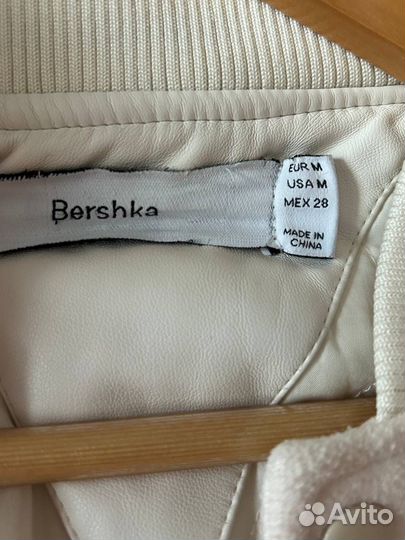 Bershka
EUR M
USA M
MEX 28
MADE IN
CHINA
Avito